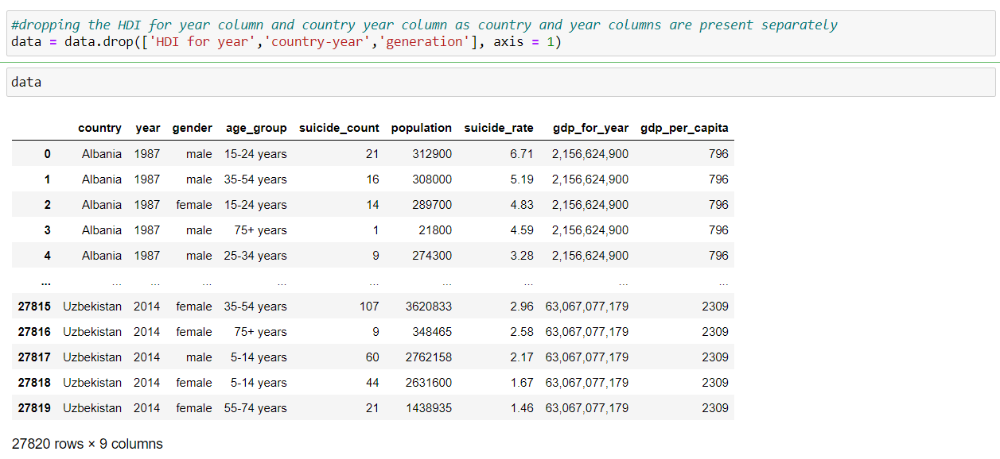 #dropping the HDI for year column and country year column as country and year columns are present separately
data = data.drop(['HDI for year','country-year','generation'], axis = 1)
data
country year gender age_group suicide_count population suicide_rate gdp_for_year gdp_per_capita
0 Albania 1987 male 15-24 years 21 312900 6.71 2,156,624,900 796
1 Albania 1987 male 35-54 years 16 308000 5.19 2,156,624,900 796
2 Albania 1987 female 15-24 years 14 289700 4.83 2,156,624,900 796
3 Albania 1987 male 75+ years 1 21800 4.59 2,156,624,900 796
4 Albania 1987 male 25-34 years 9 274300 3.28 2,156,624,900 796
... ... ... ... ... ... ... ... ... ...
27815 Uzbekistan 2014 female 35-54 years 107 3620833 2.96 63,067,077,179 2309
27816 Uzbekistan 2014 female 75+ years 9 348465 2.58 63,067,077,179 2309
27817 Uzbekistan 2014 male 5-14 years 60 2762158 2.17 63,067,077,179 2309
27818 Uzbekistan 2014 female 5-14 years 44 2631600 1.67 63,067,077,179 2309
27819 Uzbekistan 2014 female 55-74 years 21 1438935 1.46 63,067,077,179 2309
27820 rows × 9 columns